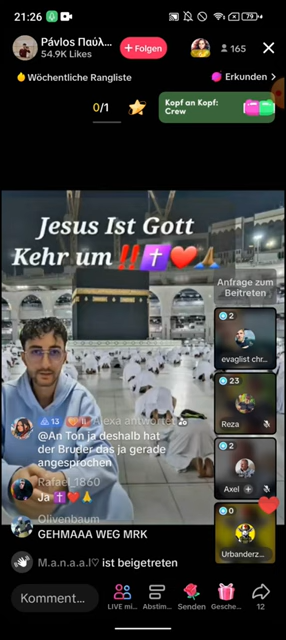 21:26
79
Pávlos Παύλ...
54.9K Likes
+ Folgen
165
Wöchentliche Rangliste
Erkunden >
0/1
Kopf an Kopf:
Crew
Jesus Ist Gott
Kehr um‼️✝️❤️🙏
Anfrage zum
Beitreten
2
evaglist chr...
23
Reza
2
Axel +
0
Urbanderz...
13 Alexa antwortet
@An Ton ja deshalb hat
der Bruder das ja gerade
angesprochen
Rafael_1860
Ja ✝️❤️🙏
Olivenbaum
GEHMAAA WEG MRK
M.a.n.a.a.l♡ ist beigetreten
Komment...
LIVE mi...
Abstim...
Senden
Gesche...
12